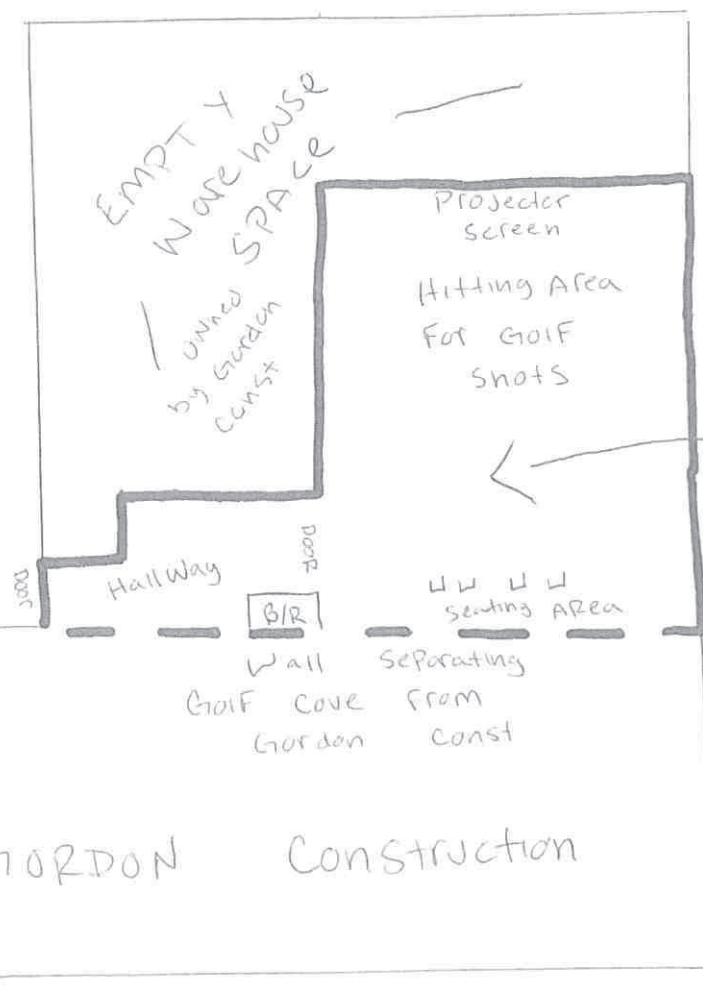 EMPTY
Warehouse
SPACE
owned
by Gordon
Const
Projector
Screen
Hitting Area
For GOlF
Shots
Door
Door
HallWay
B/R
Seating AREA
Wall Separating
GOlF Cove From
Gordon Const
GORDON Construction